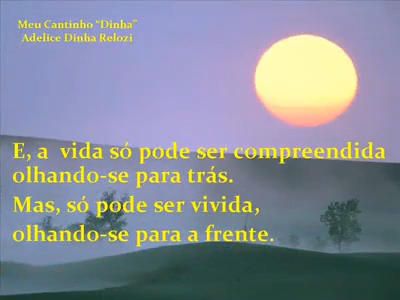 Meu Cantinho “Dinha”
Adelice Dinha Relozi
E, a vida só pode ser compreendida
olhando-se para trás.
Mas, só pode ser vivida,
olhando-se para a frente.